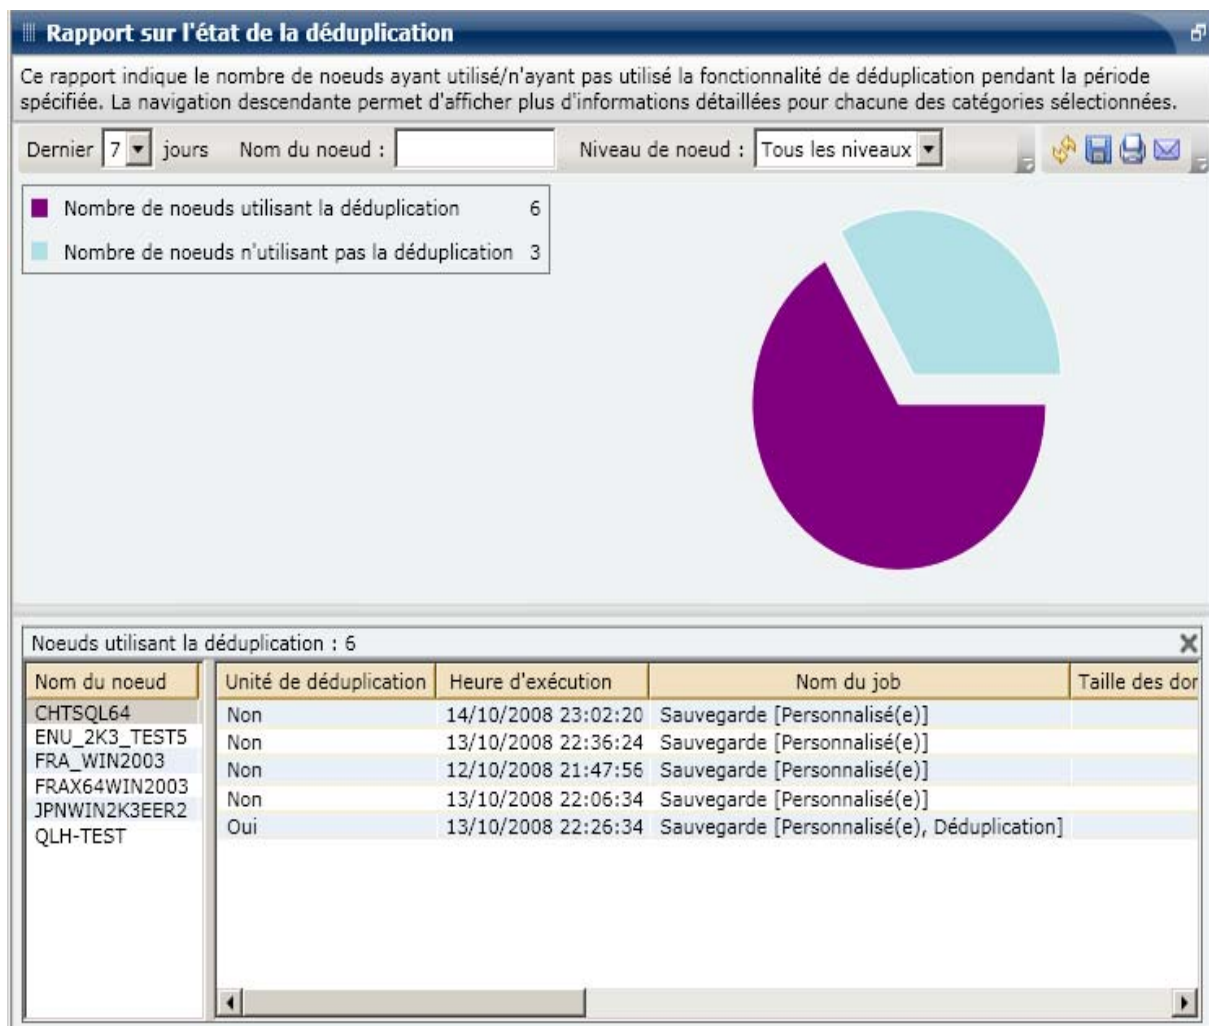 Rapport sur l'état de la déduplication
Ce rapport indique le nombre de noeuds ayant utilisé/n'ayant pas utilisé la fonctionnalité de déduplication pendant la période
spécifiée. La navigation descendante permet d'afficher plus d'informations détaillées pour chacune des catégories sélectionnées.
Dernier 7 jours Nom du noeud : Niveau de noeud : Tous les niveaux
Nombre de noeuds utilisant la déduplication 6
Nombre de noeuds n'utilisant pas la déduplication 3
Noeuds utilisant la déduplication : 6
Nom du noeud
CHTSQL64
ENU_2K3_TEST5
FRA_WIN2003
FRAX64WIN2003
JPNWIN2K3EER2
QLH-TEST
Unité de déduplication Heure d'exécution Nom du job Taille des dor
Non 14/10/2008 23:02:20 Sauvegarde [Personnalisé(e)]
Non 13/10/2008 22:36:24 Sauvegarde [Personnalisé(e)]
Non 12/10/2008 21:47:56 Sauvegarde [Personnalisé(e)]
Non 13/10/2008 22:06:34 Sauvegarde [Personnalisé(e)]
Oui 13/10/2008 22:26:34 Sauvegarde [Personnalisé(e), Déduplication]